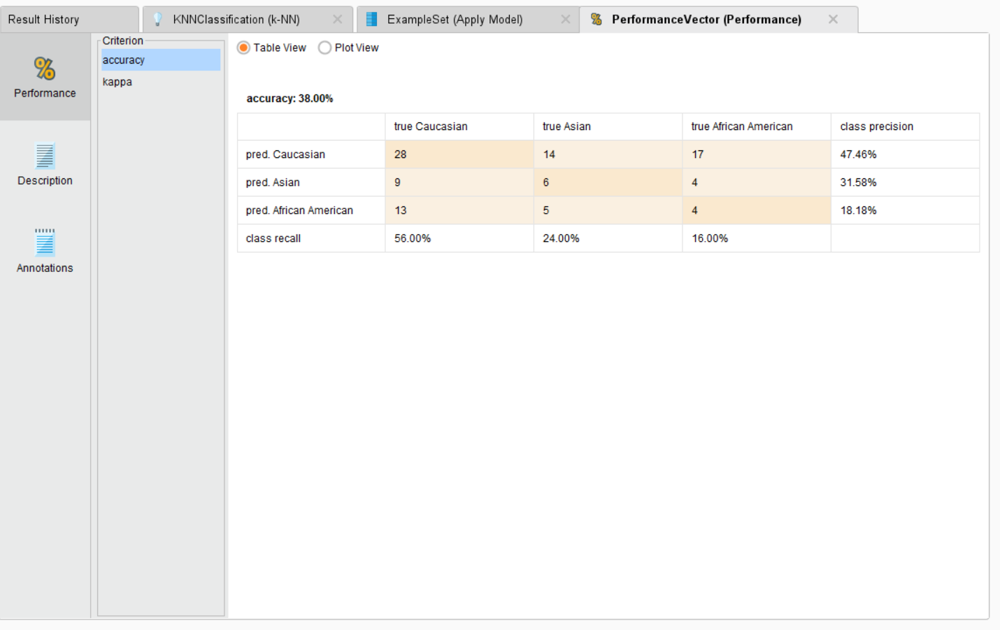 Result History
KNNClassification (k-NN)
ExampleSet (Apply Model)
PerformanceVector (Performance)
Performance
Description
Annotations
Criterion
accuracy
kappa
Table View Plot View
accuracy: 38.00%
true Caucasian true Asian true African American class precision
pred. Caucasian 28 14 17 47.46%
pred. Asian 9 6 4 31.58%
pred. African American 13 5 4 18.18%
class recall 56.00% 24.00% 16.00%